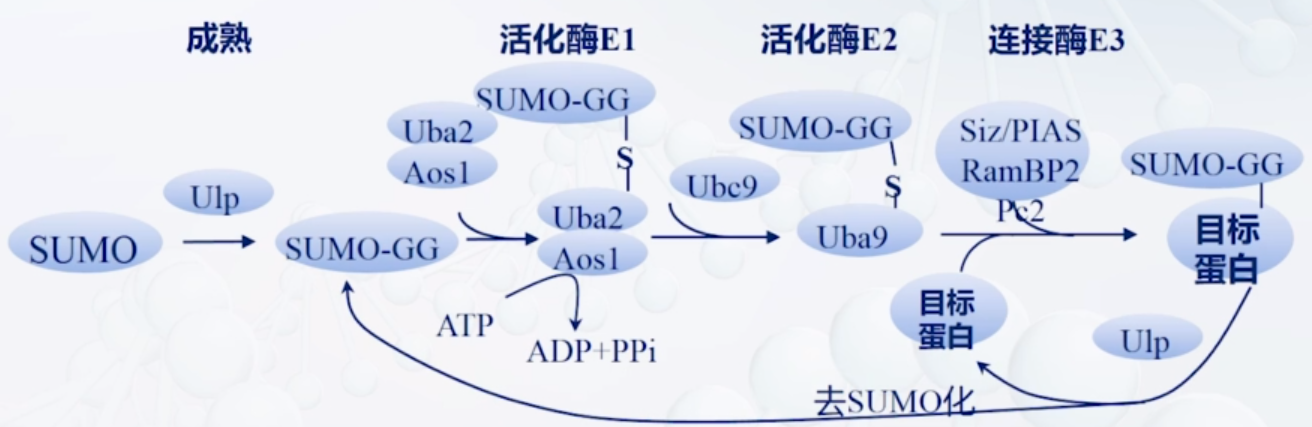 成熟
活化酶E1
活化酶E2
连接酶E3
SUMO
Ulp
SUMO-GG
Uba2
Aos1
SUMO-GG
S
Uba2
Aos1
ATP
ADP+PPi
Ubc9
SUMO-GG
S
Uba9
Siz/PIAS
RamBP2
Pc2
目标
蛋白
SUMO-GG
目标
蛋白
Ulp
去SUMO化